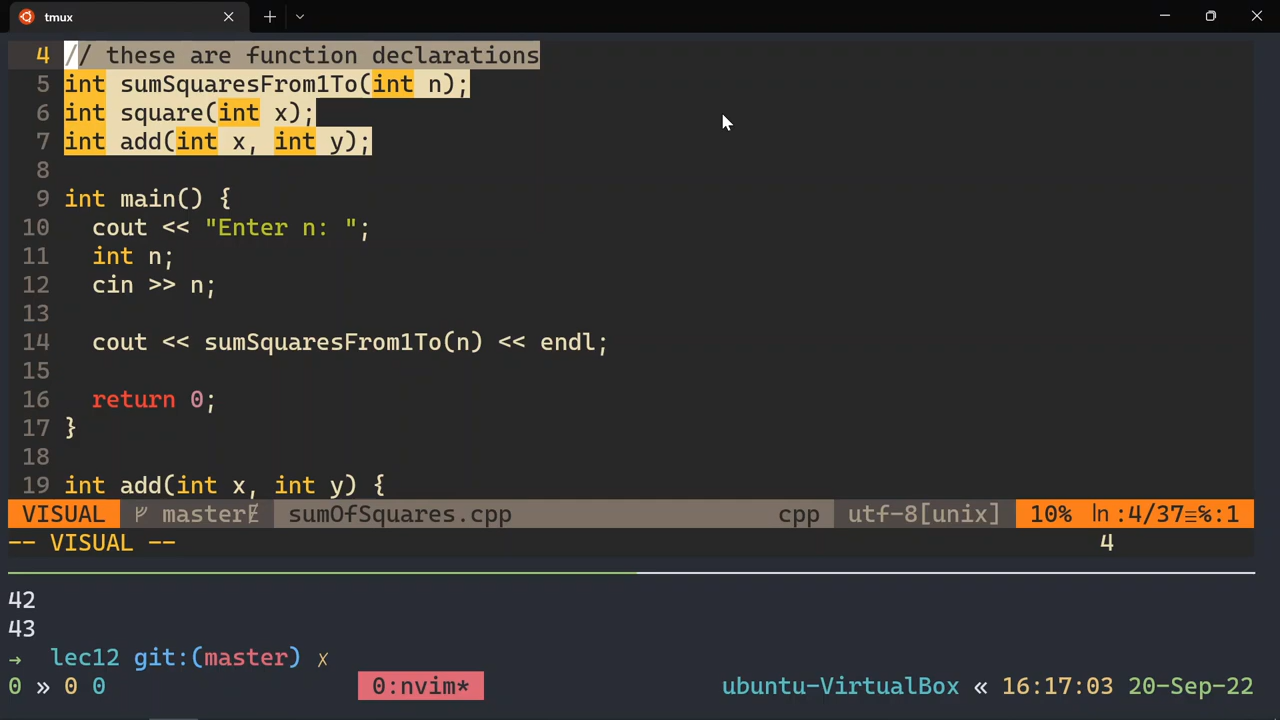 tmux
4 // these are function declarations
5 int sumSquaresFrom1To(int n);
6 int square(int x);
7 int add(int x, int y);
8
9 int main() {
10 cout << "Enter n: ";
11 int n;
12 cin >> n;
13
14 cout << sumSquaresFrom1To(n) << endl;
15
16 return 0;
17 }
18
19 int add(int x, int y) {
VISUAL master sumOfSquares.cpp cpp utf-8[unix] 10% ln :4/37≡℅:1
-- VISUAL -- 4
42
43
→ lec12 git:(master) ✗
0 » 0 0 0:nvim* ubuntu-VirtualBox « 16:17:03 20-Sep-22